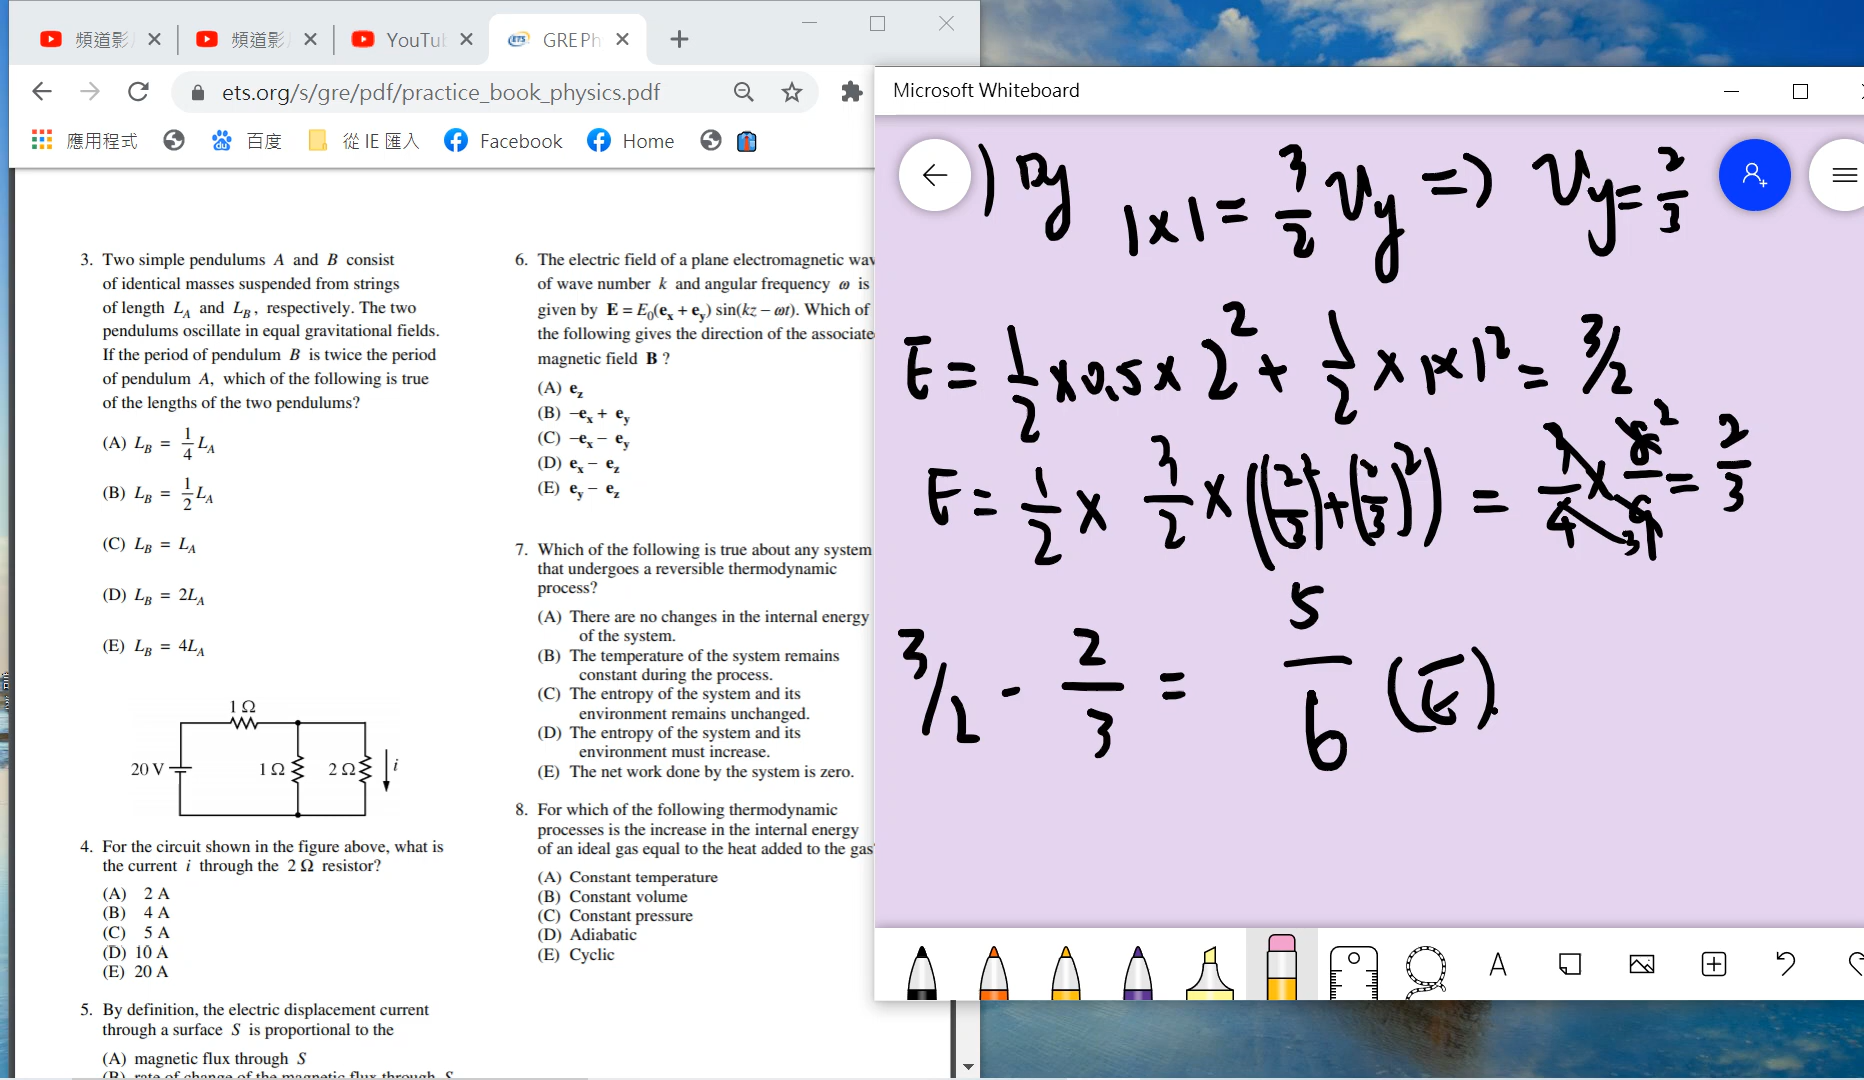 頻道影
頻道影
YouTu
GRE Ph
ets.org/s/gre/pdf/practice_book_physics.pdf
應用程式
百度
從 IE 匯入
Facebook
Home
3. Two simple pendulums A and B consist
of identical masses suspended from strings
of length L_A and L_B, respectively. The two
pendulums oscillate in equal gravitational fields.
If the period of pendulum B is twice the period
of pendulum A, which of the following is true
of the lengths of the two pendulums?
(A) L_B = 1/4 L_A
(B) L_B = 1/2 L_A
(C) L_B = L_A
(D) L_B = 2L_A
(E) L_B = 4L_A
1 Ω
20 V
1 Ω
2 Ω
i
4. For the circuit shown in the figure above, what is
the current i through the 2 Ω resistor?
(A) 2 A
(B) 4 A
(C) 5 A
(D) 10 A
(E) 20 A
5. By definition, the electric displacement current
through a surface S is proportional to the
(A) magnetic flux through S
(B) rate of change of the magnetic flux through S
6. The electric field of a plane electromagnetic wav
of wave number k and angular frequency ω is
given by E = E₀(e_x + e_y) sin(kz − ωt). Which of
the following gives the direction of the associate
magnetic field B ?
(A) e_z
(B) −e_x + e_y
(C) −e_x − e_y
(D) e_x − e_z
(E) e_y − e_z
7. Which of the following is true about any system
that undergoes a reversible thermodynamic
process?
(A) There are no changes in the internal energy
of the system.
(B) The temperature of the system remains
constant during the process.
(C) The entropy of the system and its
environment remains unchanged.
(D) The entropy of the system and its
environment must increase.
(E) The net work done by the system is zero.
8. For which of the following thermodynamic
processes is the increase in the internal energy
of an ideal gas equal to the heat added to the gas
(A) Constant temperature
(B) Constant volume
(C) Constant pressure
(D) Adiabatic
(E) Cyclic
Microsoft Whiteboard
) Py 1×1 = 3/2 Vy => Vy = 2/3
E = 1/2 × 0.5 × 2² + 1/2 × 1×1² = 3/2
E = 1/2 × 3/2 × ((2/3)²+(2/3)²) = 3/4 × 8/9 = 2/3
3/2 - 2/3 = 5/6 (E).